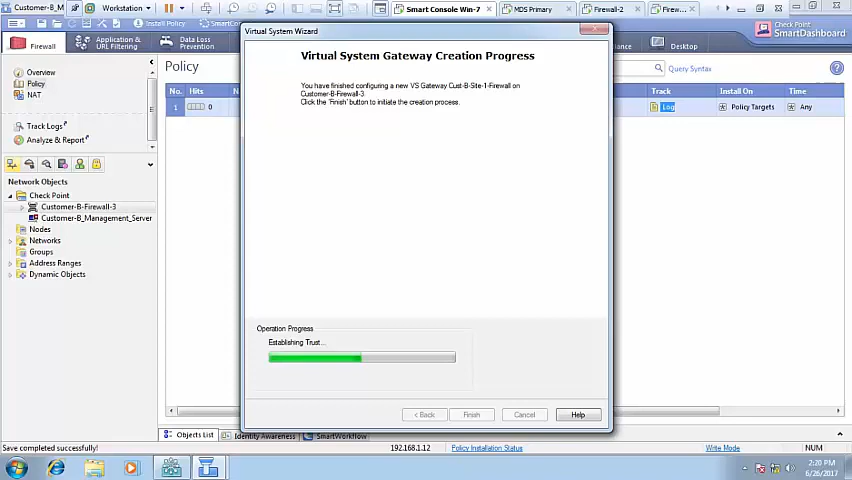 Customer-B_M
Workstation
Smart Console Win-7
MDS Primary
Firewall-2
Firew...
Install Policy
SmartCons
Check Point
SmartDashboard
Firewall
Application &
URL Filtering
Data Loss
Prevention
Desktop
Overview
Policy
NAT
Track Logs
Analyze & Report
Network Objects
Check Point
Customer-B-Firewall-3
Customer-B_Management_Server
Nodes
Networks
Groups
Address Ranges
Dynamic Objects
Policy
Query Syntax
No.
Hits
Track
Install On
Time
1
0
Log
Policy Targets
Any
Virtual System Wizard
Virtual System Gateway Creation Progress
You have finished configuring a new VS Gateway Cust-B-Site-1-Firewall on
Customer-B-Firewall-3
Click the 'Finish' button to initiate the creation process.
Operation Progress
Establishing Trust...
< Back
Finish
Cancel
Help
Objects List
Identity Awareness
SmartWorkflow
Save completed successfully!
192.168.1.12
Policy Installation Status
Write Mode
NUM
2:20 PM
6/26/2017